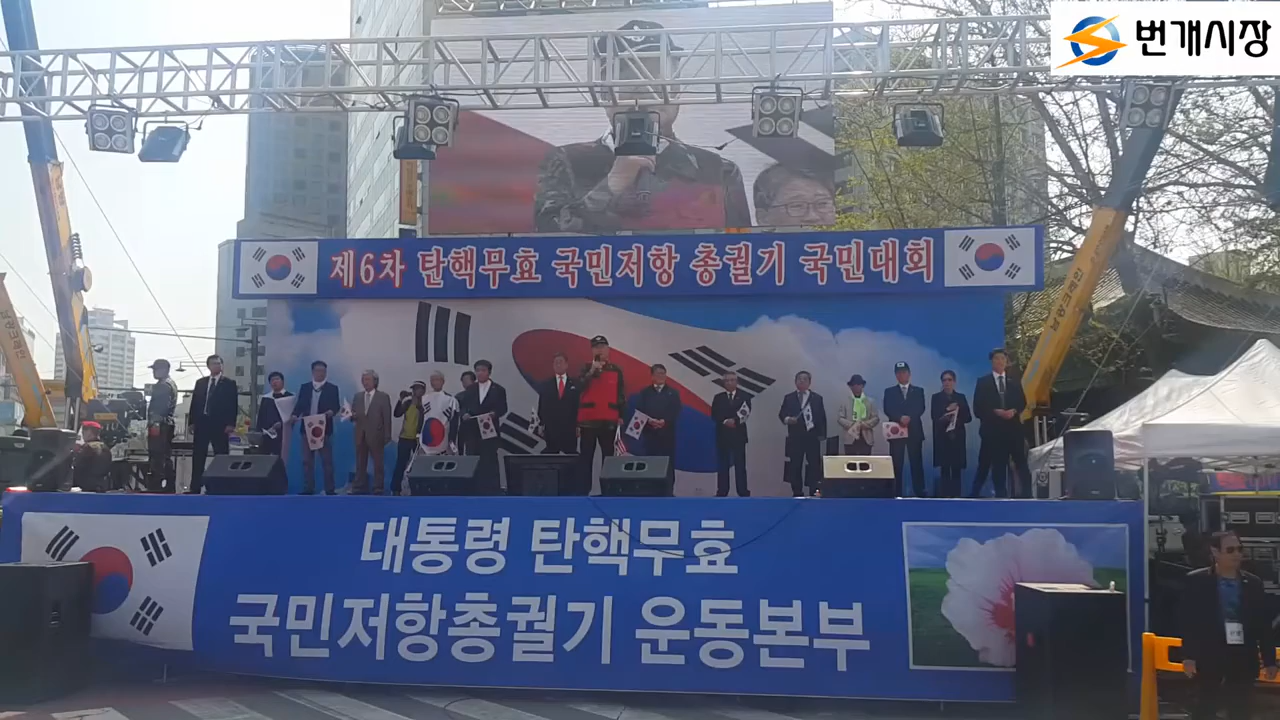 번개시장
제6차 탄핵무효 국민저항 총궐기 국민대회
대통령 탄핵무효
국민저항총궐기 운동본부